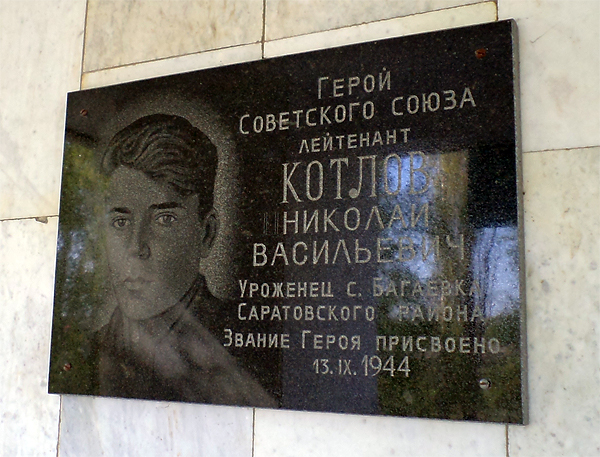 Герой
Советского Союза
лейтенант
КОТЛОВ
НИКОЛАЙ
ВАСИЛЬЕВИЧ
Уроженец с. Багаевка
Саратовского района
Звание Героя присвоено
13.IX.1944